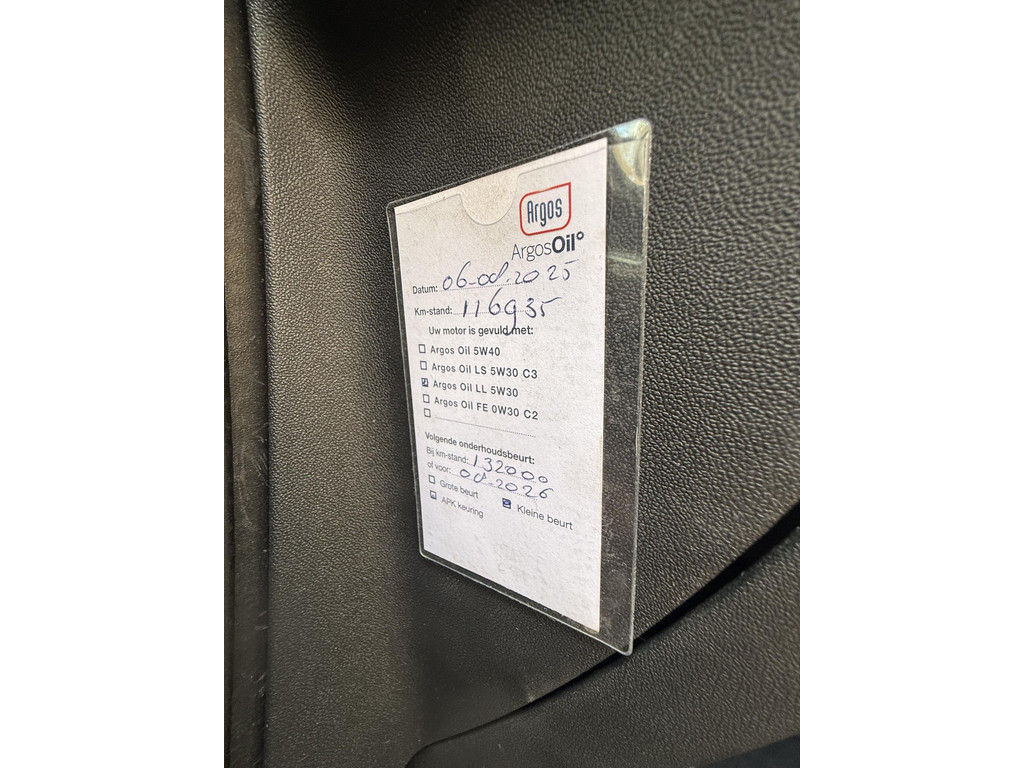 Argos
ArgosOil°
Datum: 06-08-2025
Km-stand: 116935
Uw motor is gevuld met:
Argos Oil 5W40
Argos Oil LS 5W30 C3
Argos Oil LL 5W30
Argos Oil FE 0W30 C2
Volgende onderhoudsbeurt:
Bij km-stand: 132000
of voor: 08-2026
Grote beurt
Kleine beurt
APK keuring